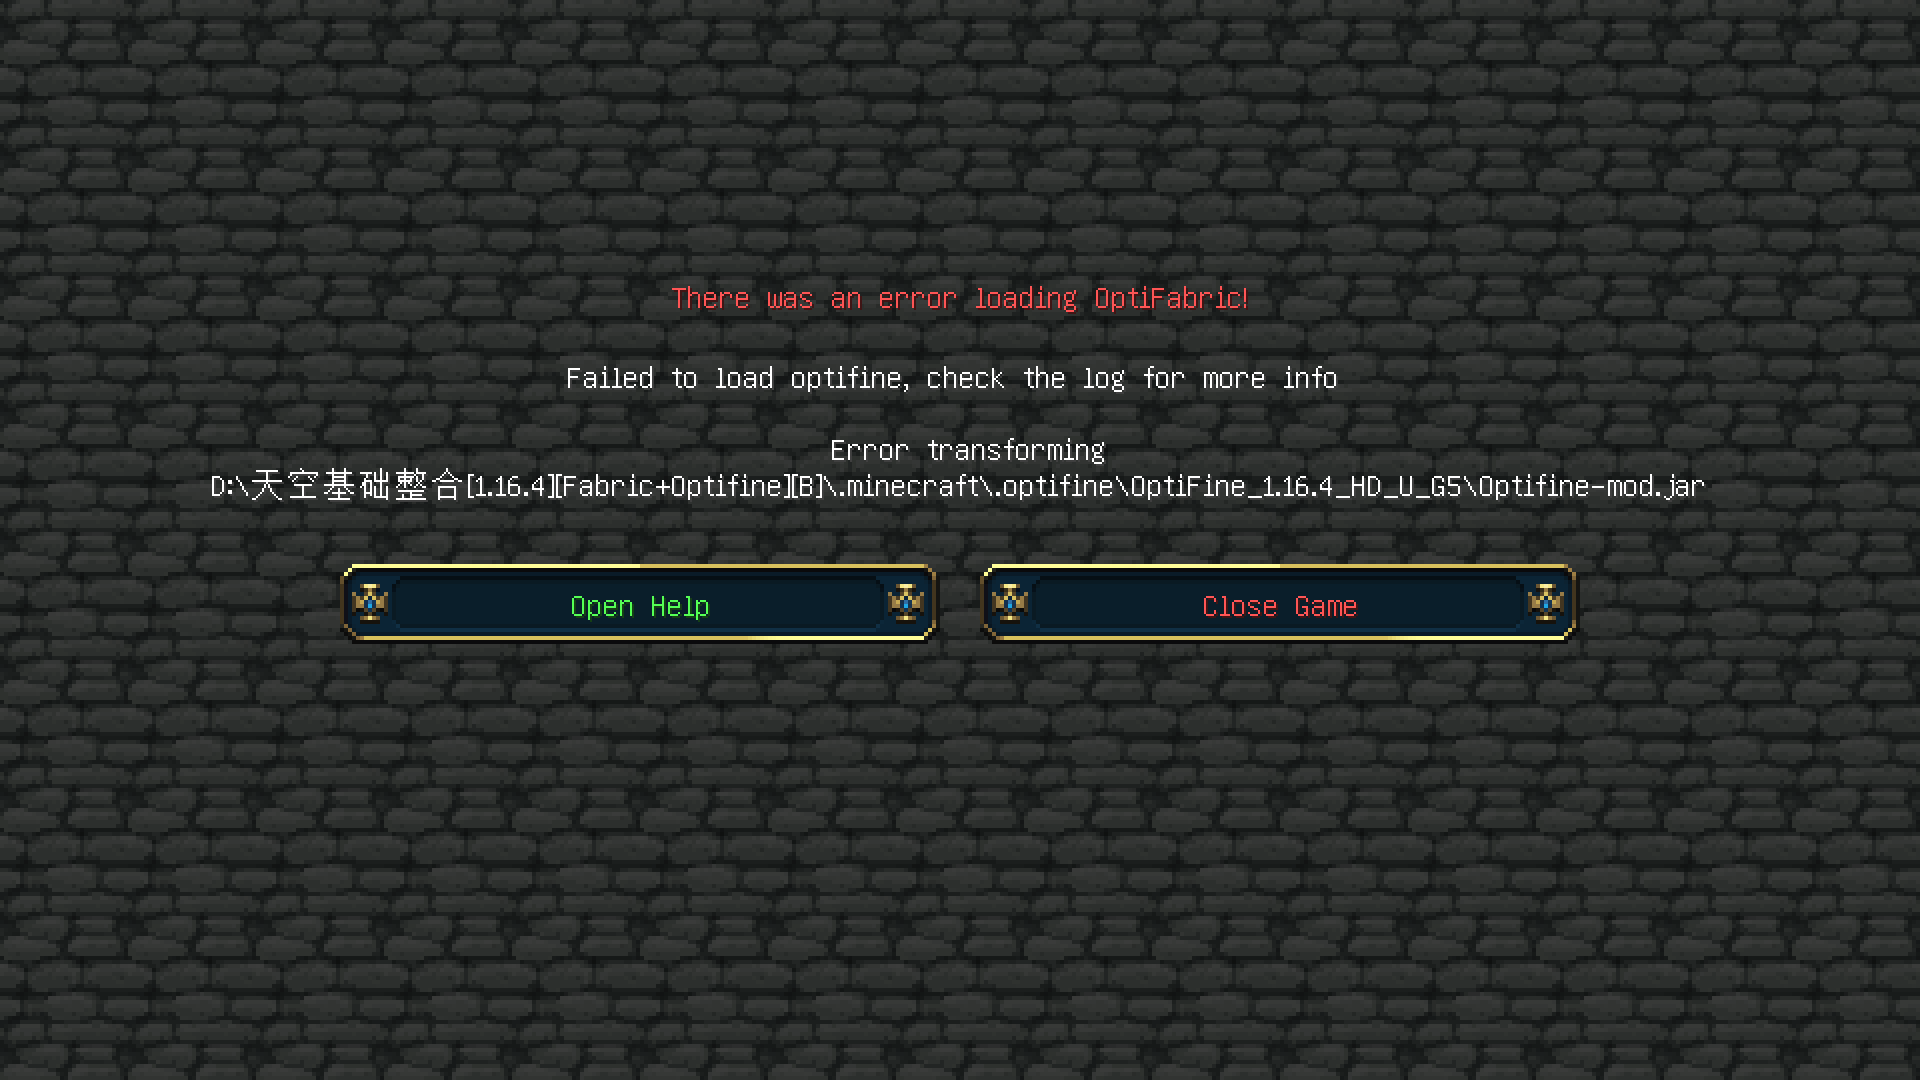 There was an error loading OptiFabric!
Failed to load optifine, check the log for more info
Error transforming
D:\天空基础整合[1.16.4][Fabric+Optifine][B]\.minecraft\.optifine\OptiFine_1.16.4_HD_U_G5\Optifine-mod.jar
Open Help
Close Game